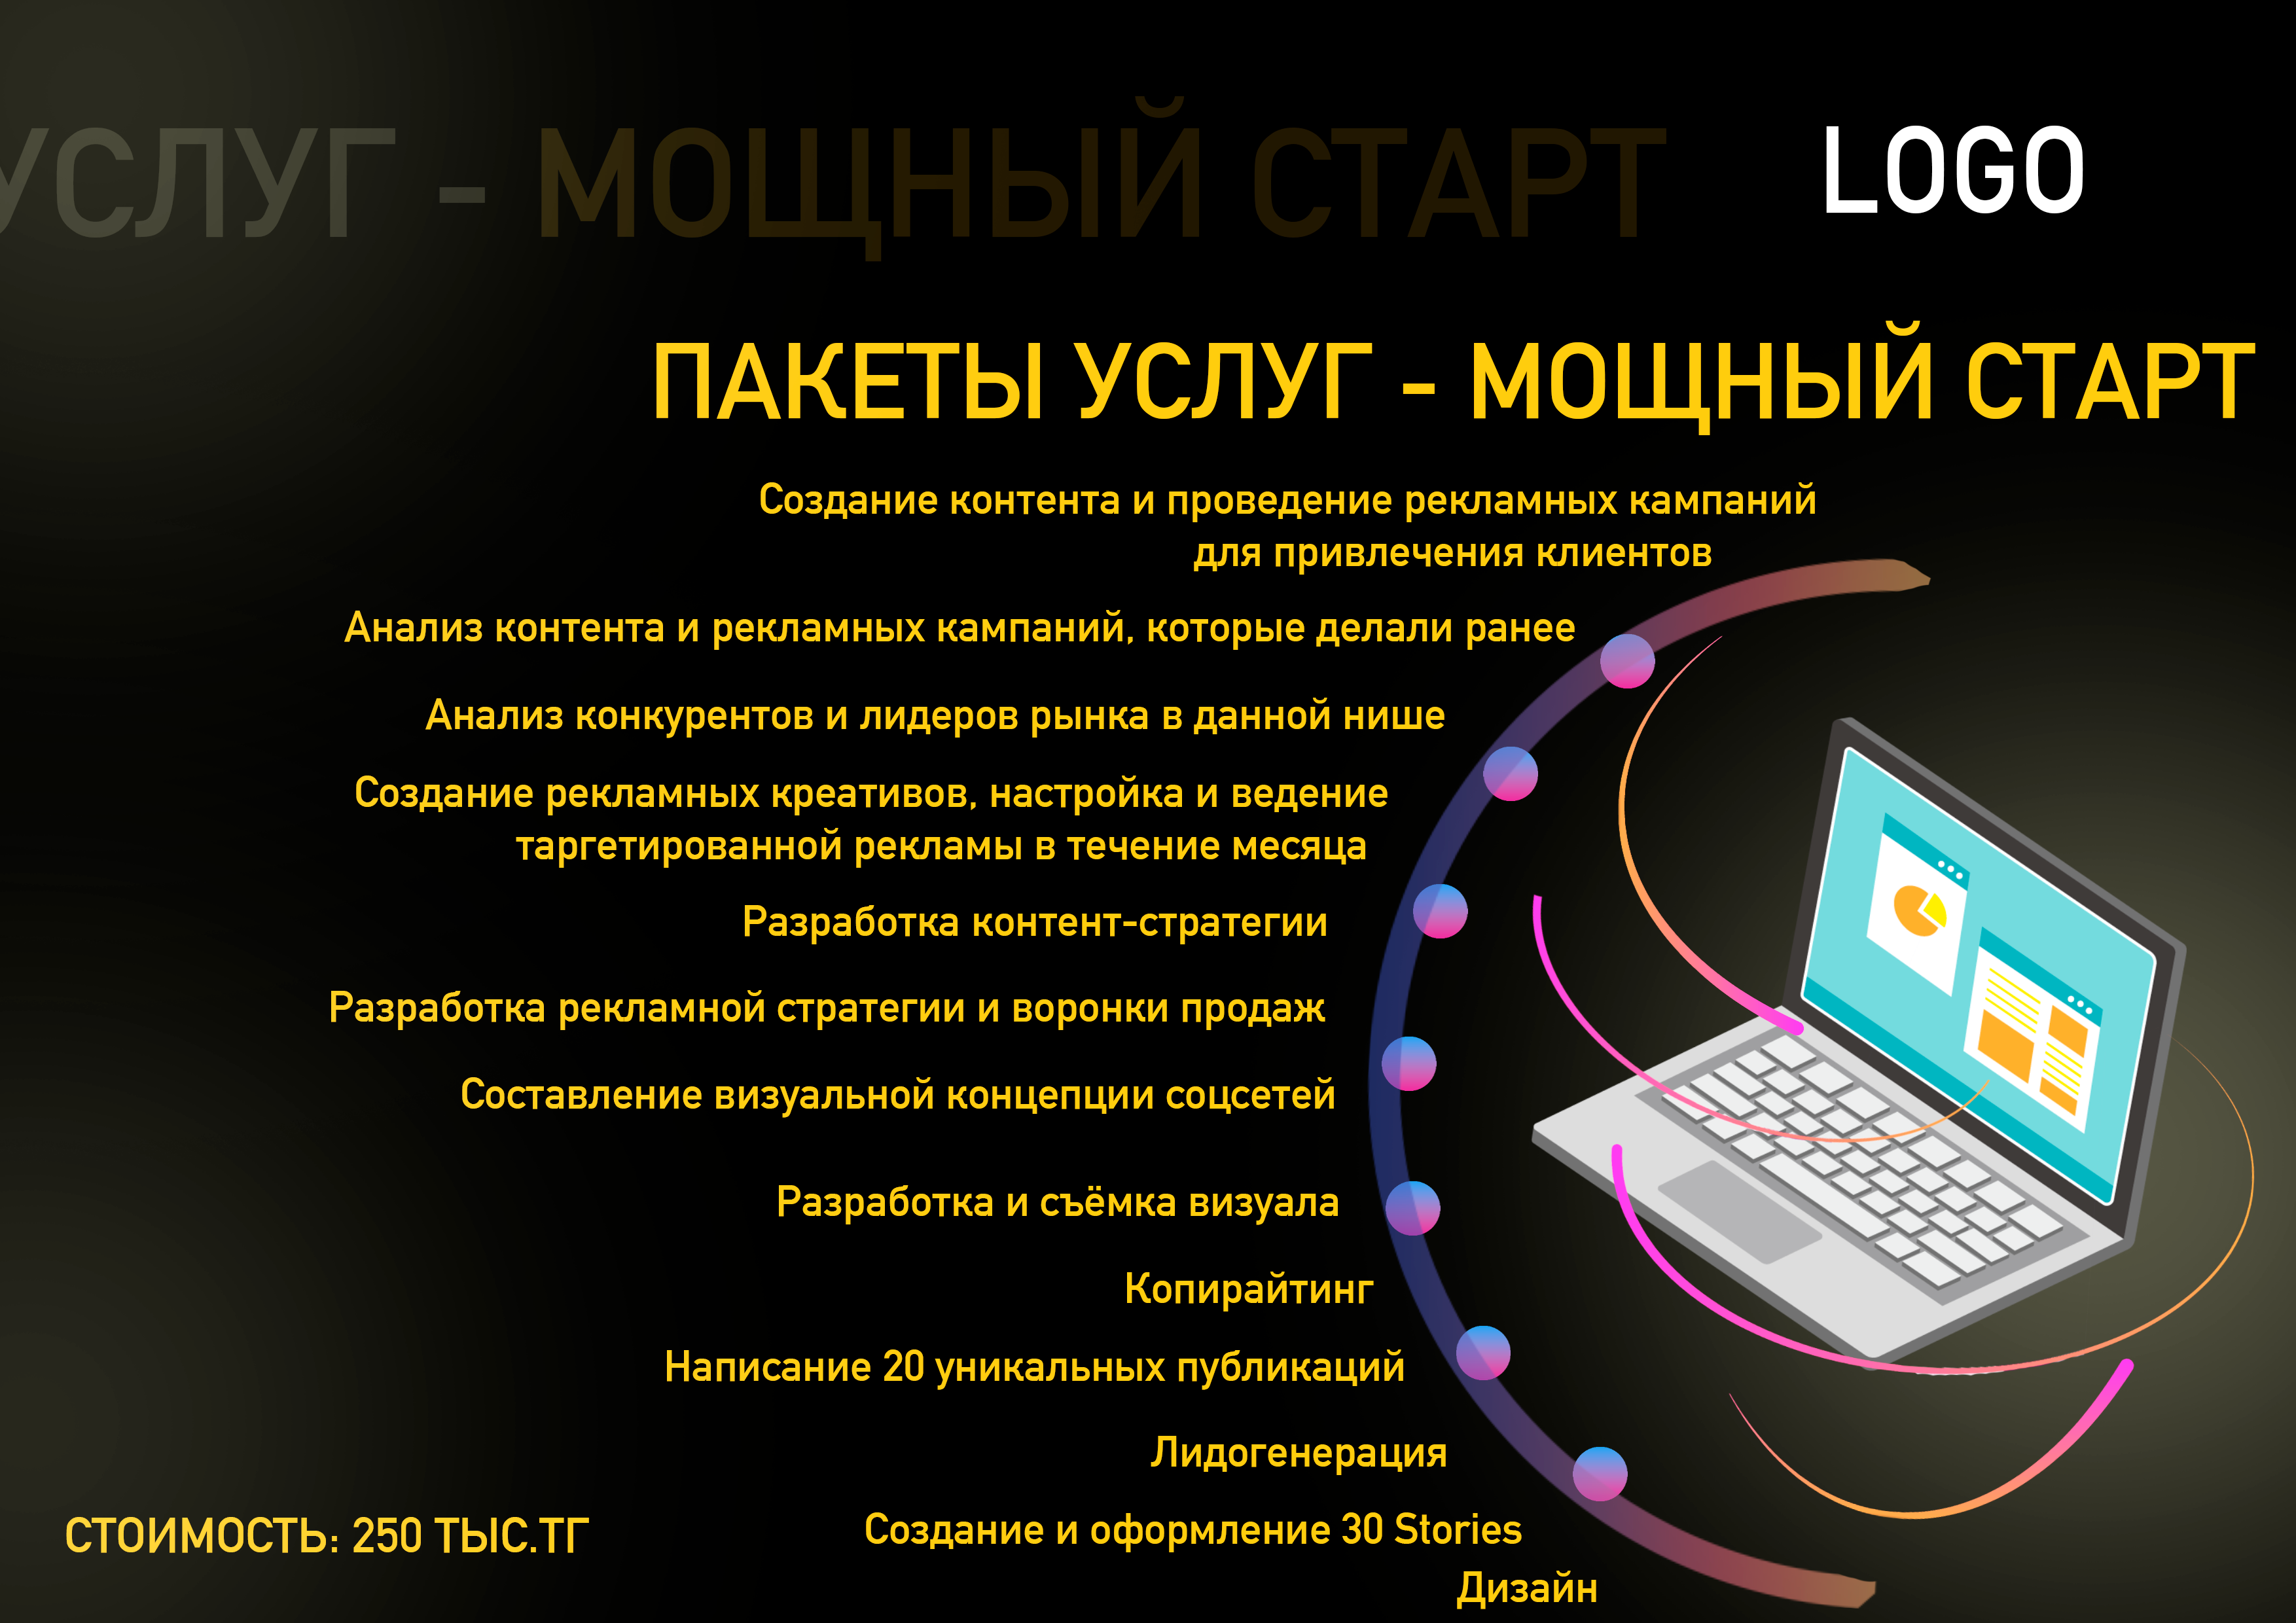 УСЛУГ - МОЩНЫЙ СТАРТ
LOGO
ПАКЕТЫ УСЛУГ - МОЩНЫЙ СТАРТ
Создание контента и проведение рекламных кампаний
для привлечения клиентов
Анализ контента и рекламных кампаний, которые делали ранее
Анализ конкурентов и лидеров рынка в данной нише
Создание рекламных креативов, настройка и ведение
таргетированной рекламы в течение месяца
Разработка контент-стратегии
Разработка рекламной стратегии и воронки продаж
Составление визуальной концепции соцсетей
Разработка и съёмка визуала
Копирайтинг
Написание 20 уникальных публикаций
Лидогенерация
Создание и оформление 30 Stories
Дизайн
СТОИМОСТЬ: 250 ТЫС.ТГ